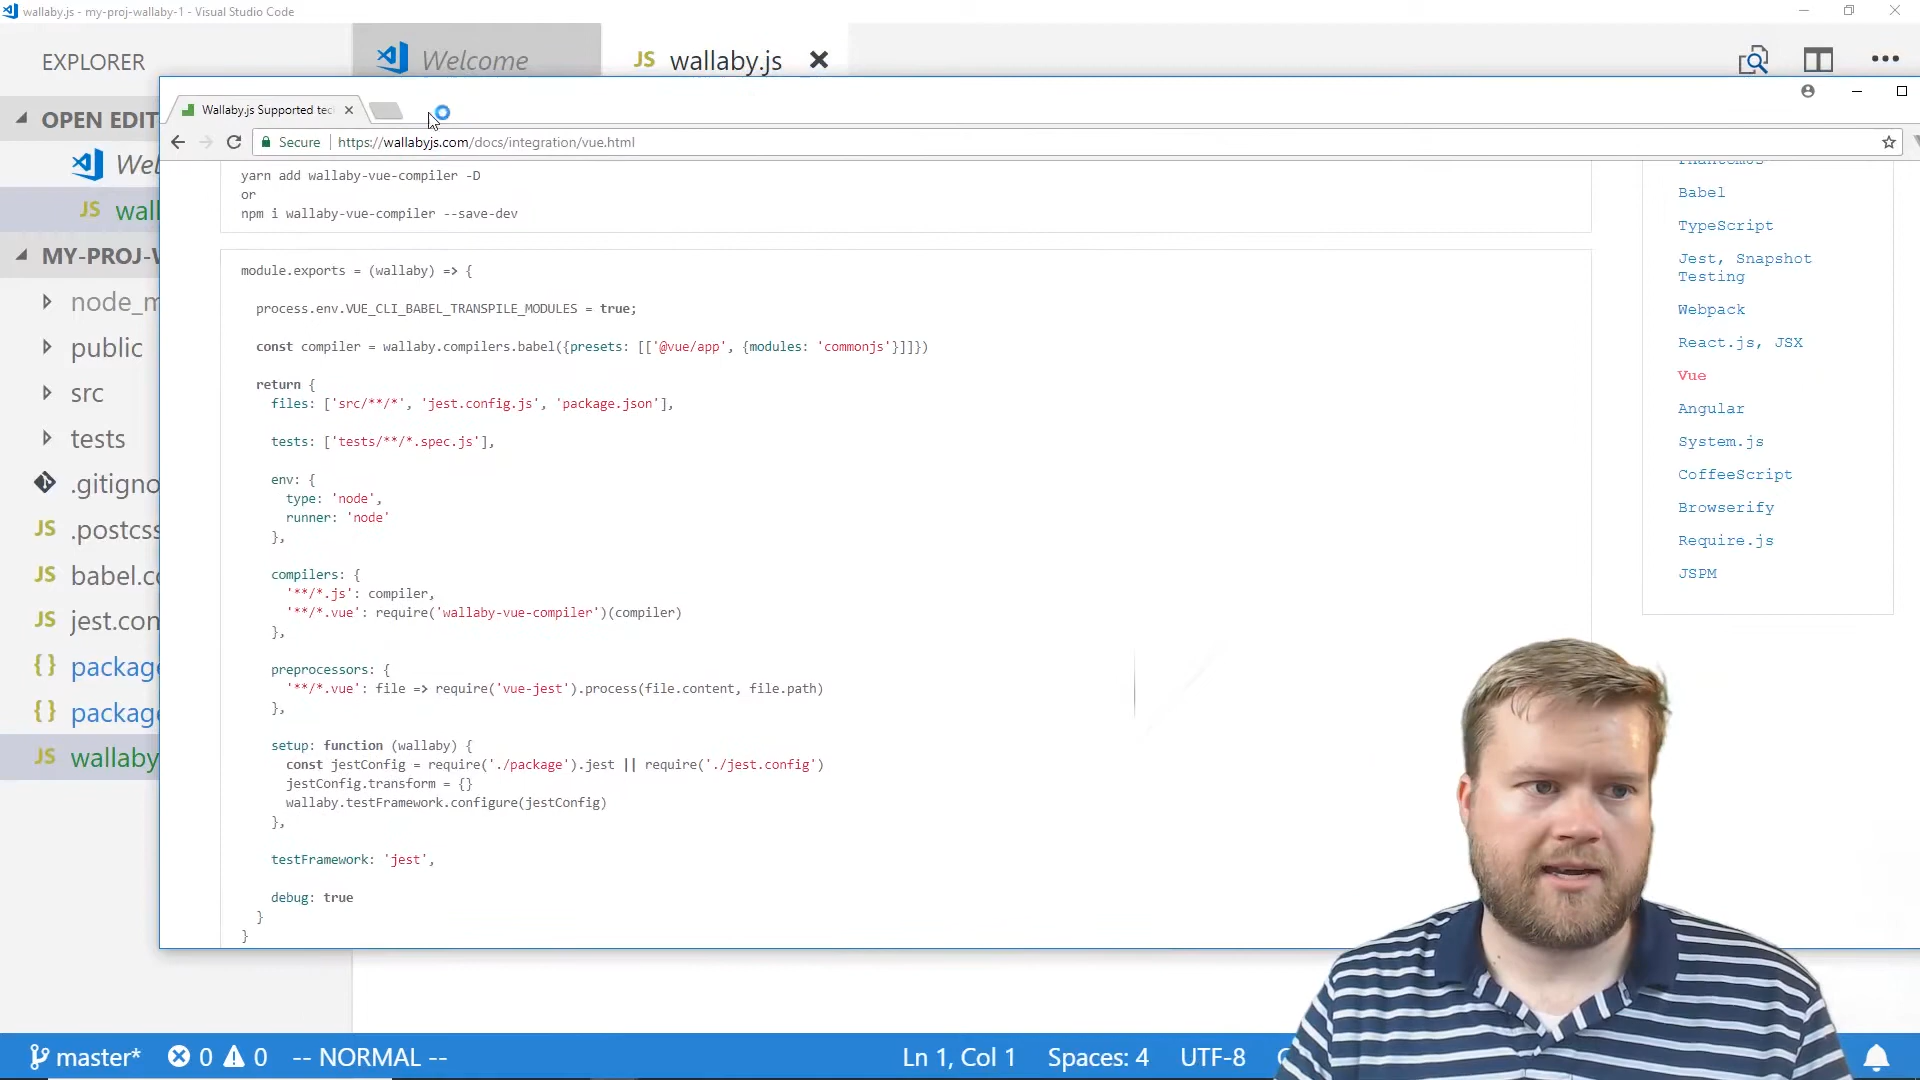 wallaby.js - my-proj-wallaby-1 - Visual Studio Code
EXPLORER
Welcome
JS wallaby.js
OPEN EDIT
Wel
JS wall
MY-PROJ-W
node_m
public
src
tests
.gitigno
JS .postcss
JS babel.co
JS jest.con
{ } package
{ } package
JS wallaby
Wallaby.js Supported tec
Secure https://wallabyjs.com/docs/integration/vue.html
yarn add wallaby-vue-compiler -D
or
npm i wallaby-vue-compiler --save-dev
module.exports = (wallaby) => {
process.env.VUE_CLI_BABEL_TRANSPILE_MODULES = true;
const compiler = wallaby.compilers.babel({presets: [['@vue/app', {modules: 'commonjs'}]]})
return {
files: ['src/**/*', 'jest.config.js', 'package.json'],
tests: ['tests/**/*.spec.js'],
env: {
type: 'node',
runner: 'node'
},
compilers: {
'**/*.js': compiler,
'**/*.vue': require('wallaby-vue-compiler')(compiler)
},
preprocessors: {
'**/*.vue': file => require('vue-jest').process(file.content, file.path)
},
setup: function (wallaby) {
const jestConfig = require('./package').jest || require('./jest.config')
jestConfig.transform = {}
wallaby.testFramework.configure(jestConfig)
},
testFramework: 'jest',
debug: true
}
}
PhantomJS
Babel
TypeScript
Jest, Snapshot
Testing
Webpack
React.js, JSX
Vue
Angular
System.js
CoffeeScript
Browserify
Require.js
JSPM
master* 0 0 -- NORMAL -- Ln 1, Col 1 Spaces: 4 UTF-8